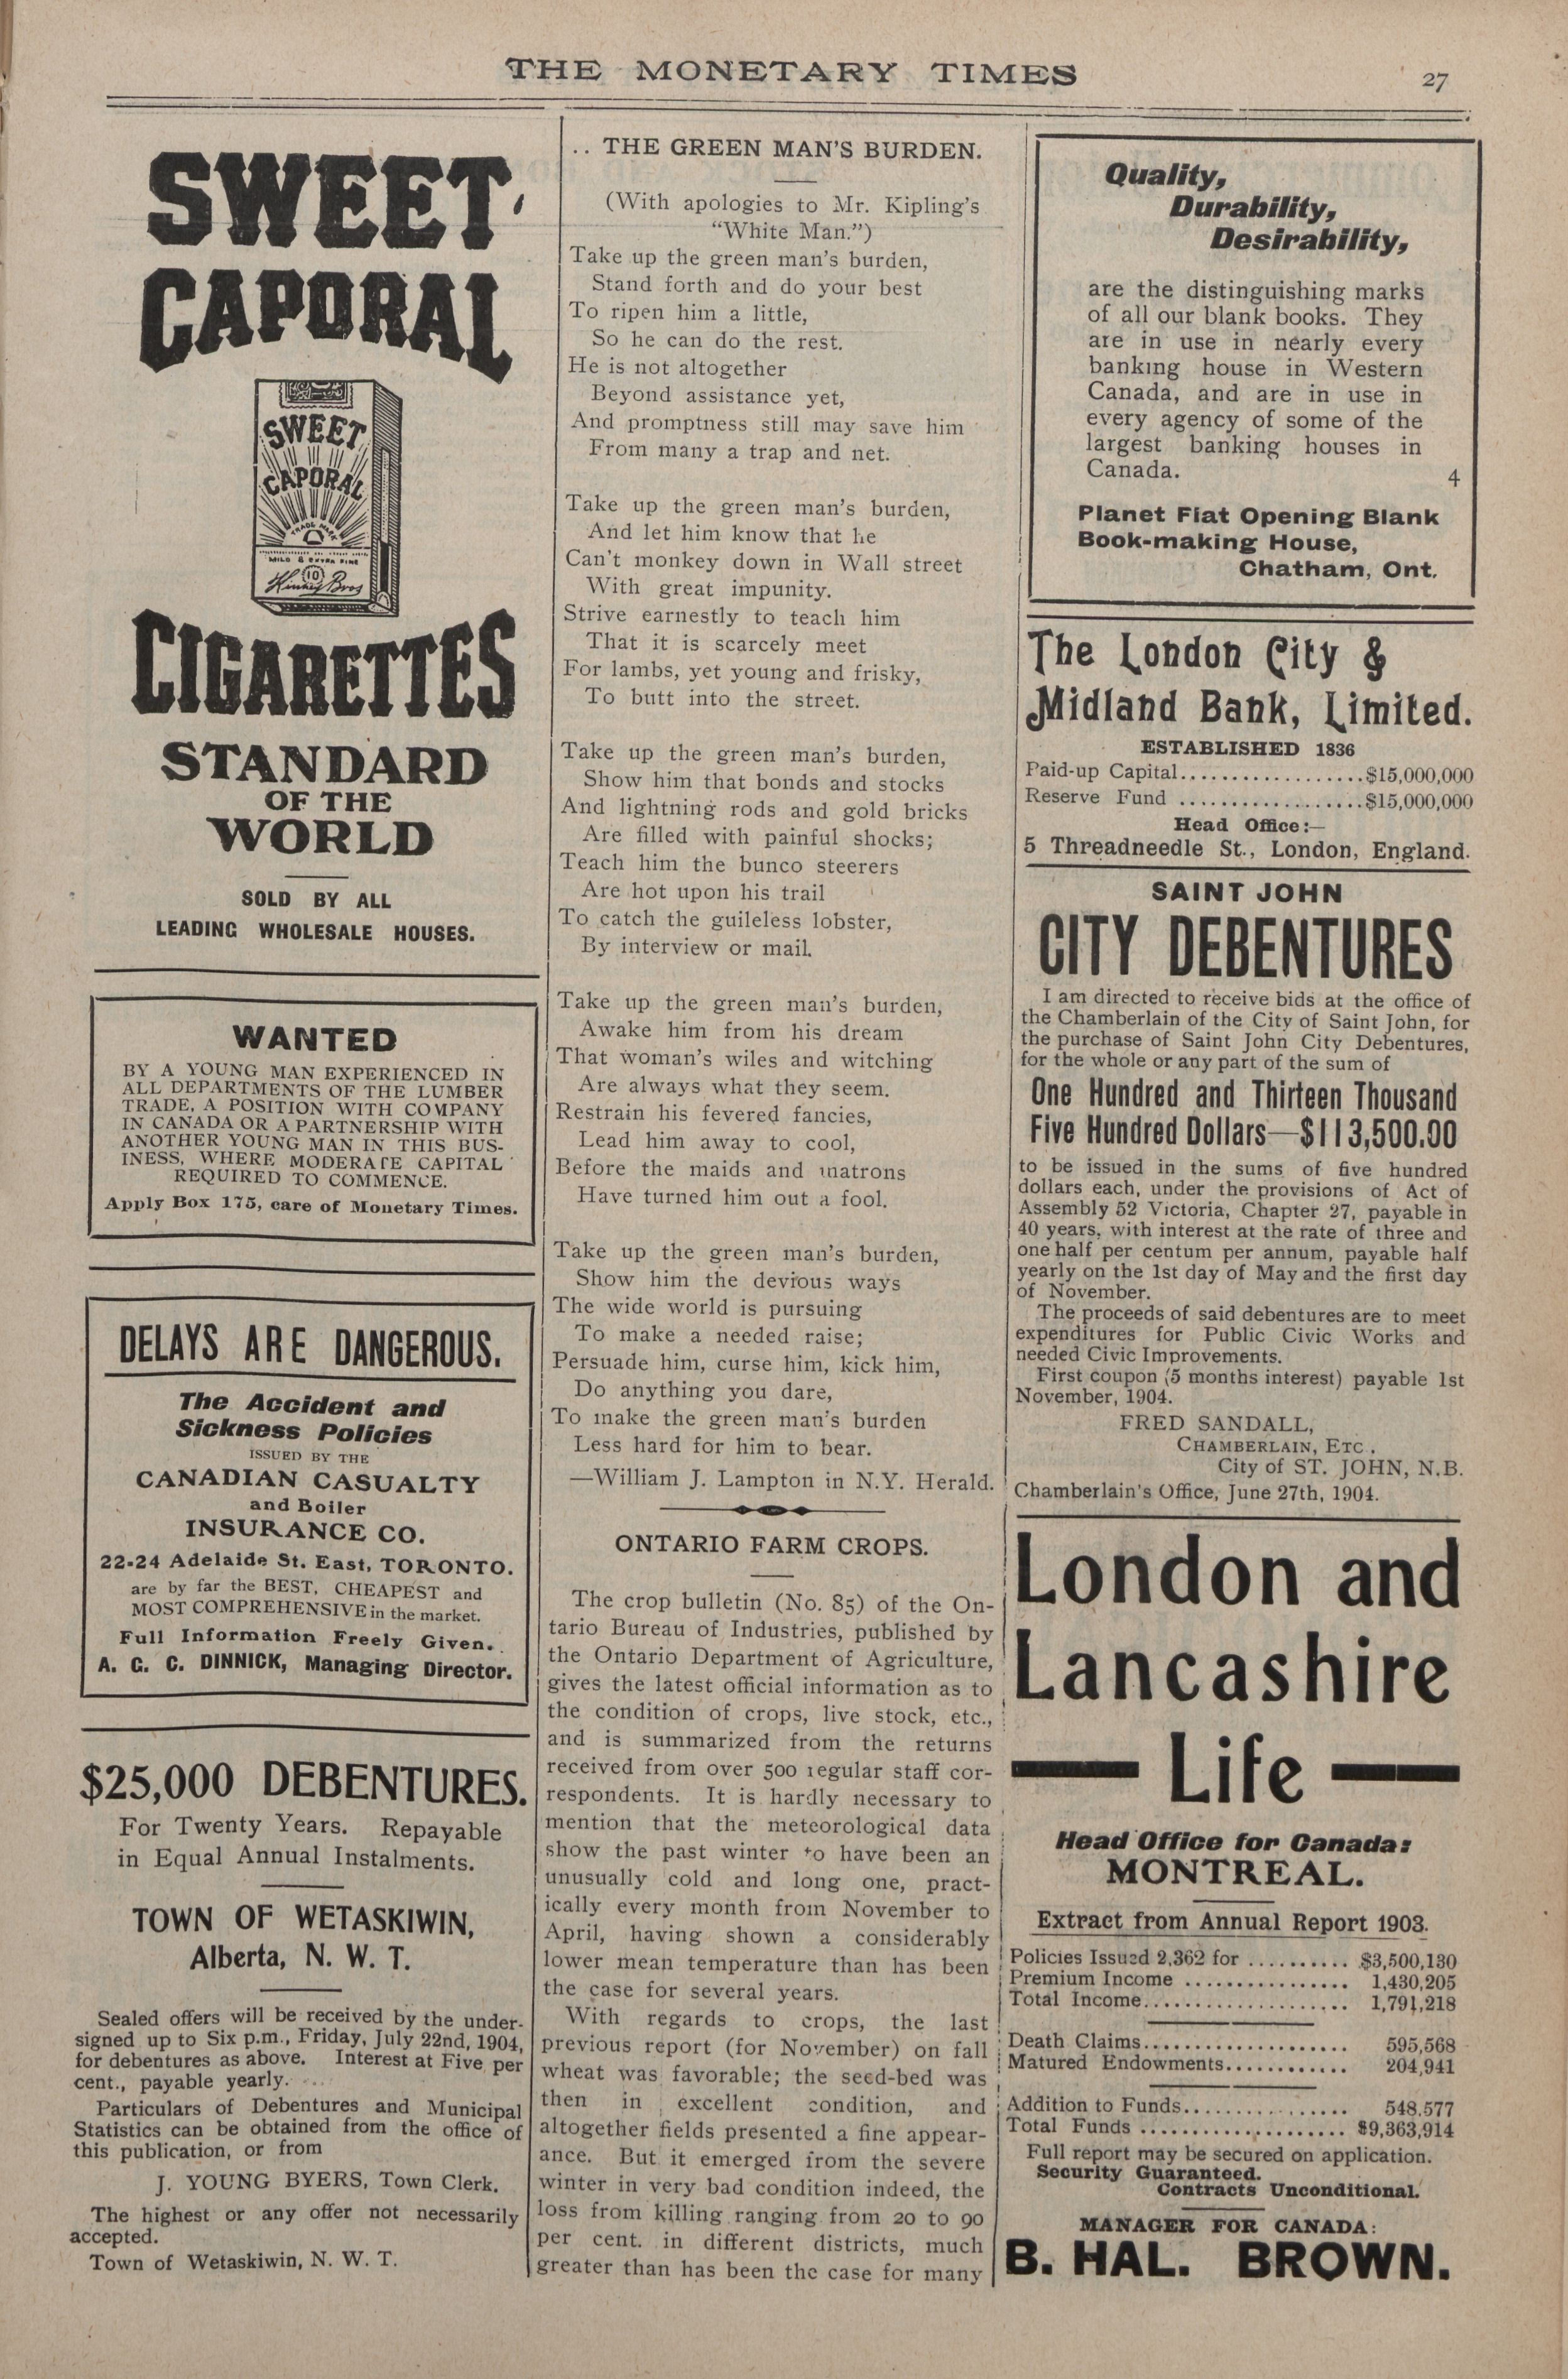 THE MONETARY TIMES
27
SWEET
CAPORAL
SWEET
CAPORAL
TRADE MARK
MILD & EXTRA FINE
10
Kinney Bros
CIGARETTES
STANDARD
OF THE
WORLD
SOLD BY ALL
LEADING WHOLESALE HOUSES.
WANTED
BY A YOUNG MAN EXPERIENCED IN
ALL DEPARTMENTS OF THE LUMBER
TRADE, A POSITION WITH COMPANY
IN CANADA OR A PARTNERSHIP WITH
ANOTHER YOUNG MAN IN THIS BUS-
INESS, WHERE MODERATE CAPITAL
REQUIRED TO COMMENCE.
Apply Box 175, care of Monetary Times.
DELAYS ARE DANGEROUS.
The Accident and
Sickness Policies
ISSUED BY THE
CANADIAN CASUALTY
and Boiler
INSURANCE CO.
22-24 Adelaide St. East, TORONTO.
are by far the BEST, CHEAPEST and
MOST COMPREHENSIVE in the market.
Full Information Freely Given.
A. G. C. DINNICK, Managing Director.
$25,000 DEBENTURES.
For Twenty Years. Repayable
in Equal Annual Instalments.
TOWN OF WETASKIWIN,
Alberta, N. W. T.
Sealed offers will be received by the under-
signed up to Six p.m., Friday, July 22nd, 1904,
for debentures as above. Interest at Five per
cent., payable yearly.
Particulars of Debentures and Municipal
Statistics can be obtained from the office of
this publication, or from
J. YOUNG BYERS, Town Clerk.
The highest or any offer not necessarily
accepted.
Town of Wetaskiwin, N. W. T.
.. THE GREEN MAN'S BURDEN.
(With apologies to Mr. Kipling's
"White Man.")
Take up the green man's burden,
Stand forth and do your best
To ripen him a little,
So he can do the rest.
He is not altogether
Beyond assistance yet,
And promptness still may save him
From many a trap and net.
Take up the green man's burden,
And let him know that he
Can't monkey down in Wall street
With great impunity.
Strive earnestly to teach him
That it is scarcely meet
For lambs, yet young and frisky,
To butt into the street.
Take up the green man's burden,
Show him that bonds and stocks
And lightning rods and gold bricks
Are filled with painful shocks;
Teach him the bunco steerers
Are hot upon his trail
To catch the guileless lobster,
By interview or mail.
Take up the green man's burden,
Awake him from his dream
That woman's wiles and witching
Are always what they seem.
Restrain his fevered fancies,
Lead him away to cool,
Before the maids and matrons
Have turned him out a fool.
Take up the green man's burden,
Show him the devious ways
The wide world is pursuing
To make a needed raise;
Persuade him, curse him, kick him,
Do anything you dare,
To make the green man's burden
Less hard for him to bear.
—William J. Lampton in N.Y. Herald.
ONTARIO FARM CROPS.
The crop bulletin (No. 85) of the On-
tario Bureau of Industries, published by
the Ontario Department of Agriculture,
gives the latest official information as to
the condition of crops, live stock, etc.,
and is summarized from the returns
received from over 500 regular staff cor-
respondents. It is hardly necessary to
mention that the meteorological data
show the past winter to have been an
unusually cold and long one, pract-
ically every month from November to
April, having shown a considerably
lower mean temperature than has been
the case for several years.
With regards to crops, the last
previous report (for November) on fall
wheat was favorable; the seed-bed was
then in excellent condition, and
altogether fields presented a fine appear-
ance. But it emerged from the severe
winter in very bad condition indeed, the
loss from killing ranging from 20 to 90
per cent. in different districts, much
greater than has been the case for many
Quality,
Durability,
Desirability,
are the distinguishing marks
of all our blank books. They
are in use in nearly every
banking house in Western
Canada, and are in use in
every agency of some of the
largest banking houses in
Canada.
4
Planet Flat Opening Blank
Book-making House,
Chatham, Ont.
The London City &
Midland Bank, Limited.
ESTABLISHED 1836
Paid-up Capital..................$15,000,000
Reserve Fund ..................$15,000,000
Head Office:—
5 Threadneedle St., London, England.
SAINT JOHN
CITY DEBENTURES
I am directed to receive bids at the office of
the Chamberlain of the City of Saint John, for
the purchase of Saint John City Debentures,
for the whole or any part of the sum of
One Hundred and Thirteen Thousand
Five Hundred Dollars—$113,500.00
to be issued in the sums of five hundred
dollars each, under the provisions of Act of
Assembly 52 Victoria, Chapter 27, payable in
40 years, with interest at the rate of three and
one half per centum per annum, payable half
yearly on the 1st day of May and the first day
of November.
The proceeds of said debentures are to meet
expenditures for Public Civic Works and
needed Civic Improvements.
First coupon (5 months interest) payable 1st
November, 1904.
FRED SANDALL,
CHAMBERLAIN, ETC.,
City of ST. JOHN, N.B.
Chamberlain's Office, June 27th, 1904.
London and
Lancashire
Life
Head Office for Canada:
MONTREAL.
Extract from Annual Report 1903.
Policies Issued 2,362 for .......... $3,500,130
Premium Income ................ 1,430,205
Total Income.................... 1,791,218
Death Claims.................... 595,568
Matured Endowments............ 204,941
Addition to Funds................ 548,577
Total Funds .................... $9,363,914
Full report may be secured on application.
Security Guaranteed.
Contracts Unconditional.
MANAGER FOR CANADA:
B. HAL. BROWN.